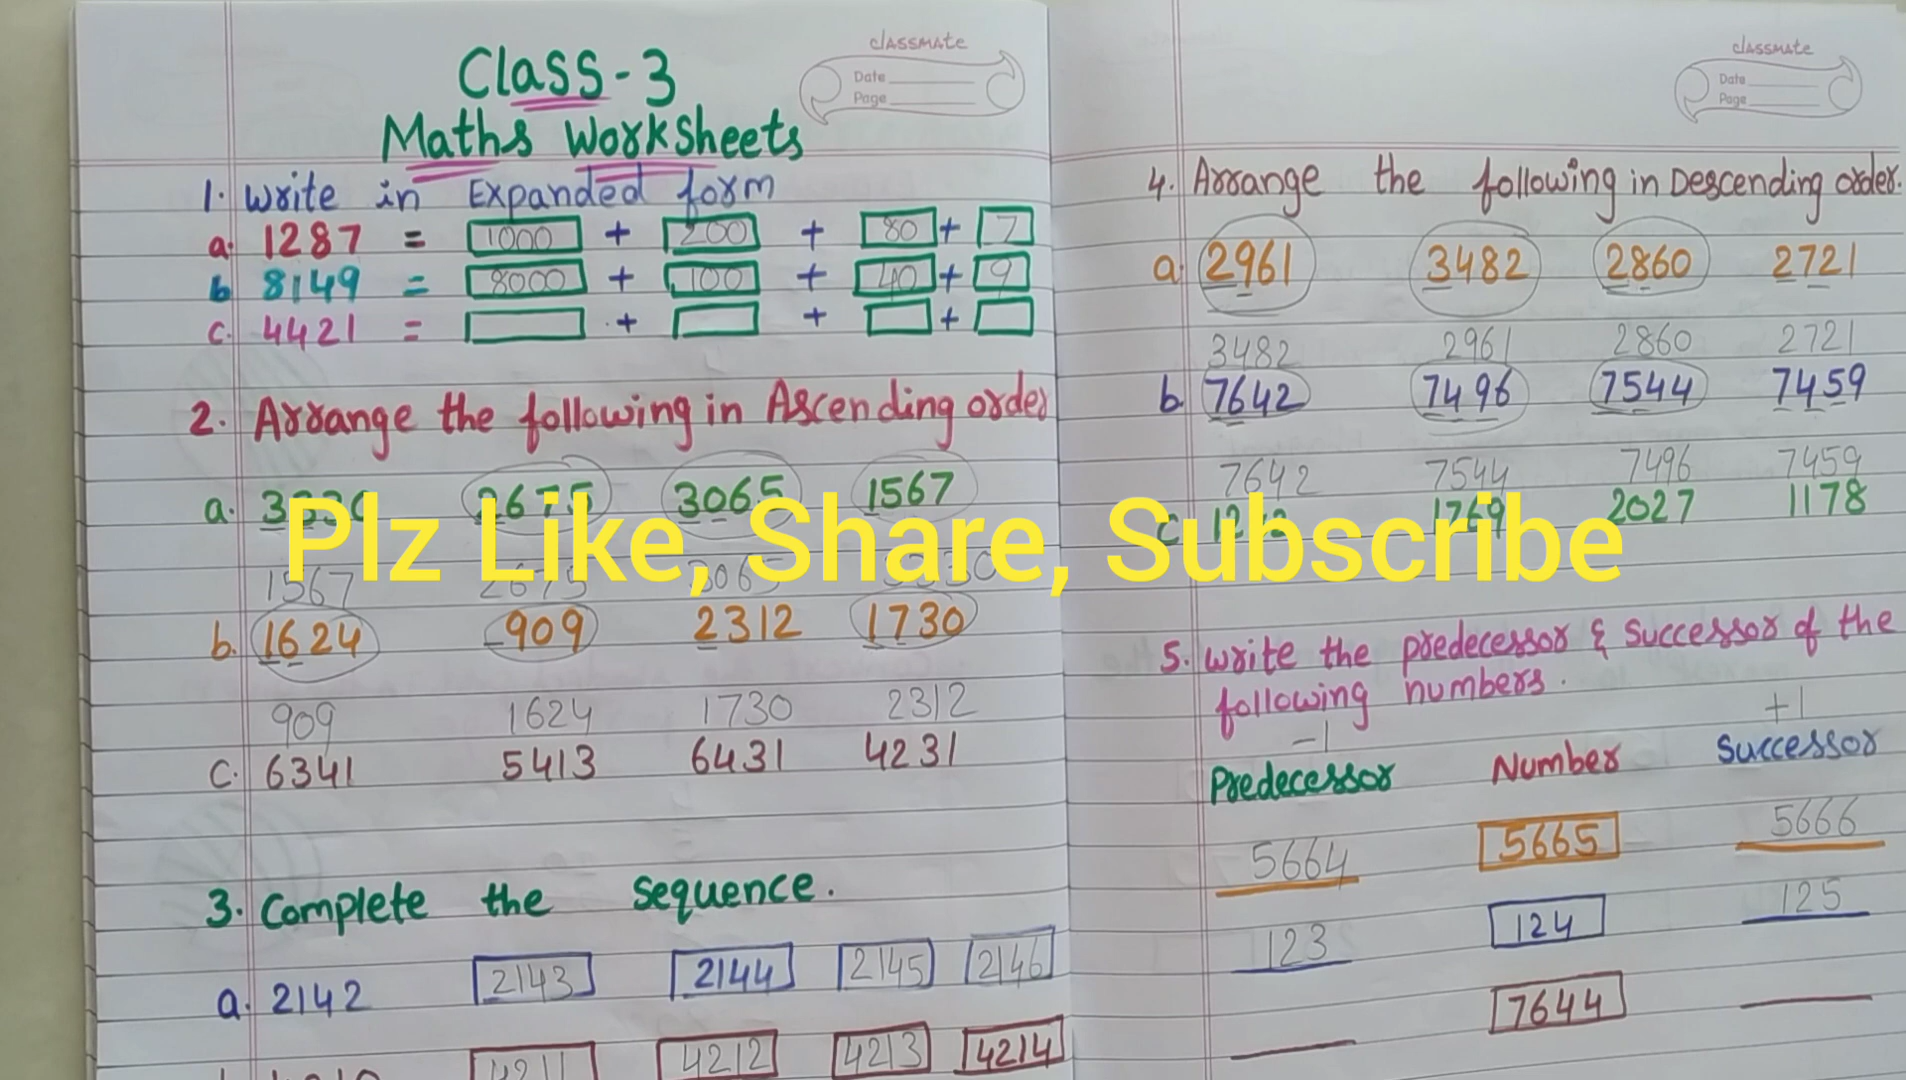 classmate
Date
Page
Class-3
Maths Worksheets
1. Write in Expanded form
a. 1287 = 1000 + 200 + 80 + 7
b 8149 = 8000 + 100 + 40 + 9
c. 4421 = + + +
2. Arrange the following in Ascending order
a. 2675 3065 1567
1567 2675
b. 1624 909 2312 1730
909 1624 1730 2312
c. 6341 5413 6431 4231
3. Complete the sequence.
a. 2142 2143 2144 2145 2146
4211 4212 4213 4214
classmate
Date
Page
4. Arrange the following in Descending order.
a. 2961 3482 2860 2721
3482 2961 2860 2721
b. 7642 7496 7544 7459
7642 7544 7496 7459
c. 1769 2027 1178
5. Write the predecessor & Successor of the
following numbers.
-1 +1
Predecessor Number Successor
5664 5665 5666
123 124 125
7644
Plz Like, Share, Subscribe